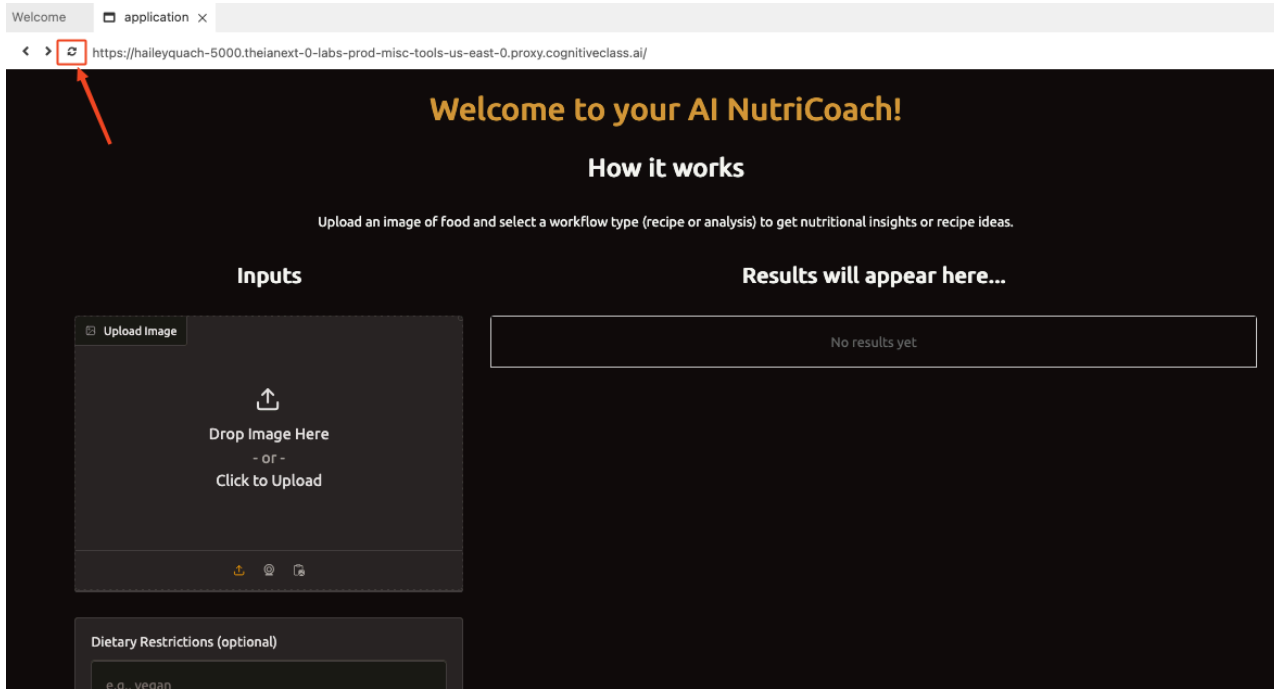 Welcome
application
https://haileyquach-5000.theianext-0-labs-prod-misc-tools-us-east-0.proxy.cognitiveclass.ai/
Welcome to your AI NutriCoach!
How it works
Upload an image of food and select a workflow type (recipe or analysis) to get nutritional insights or recipe ideas.
Inputs
Upload Image
Drop Image Here
- or -
Click to Upload
Dietary Restrictions (optional)
e.g., vegan
Results will appear here...
No results yet